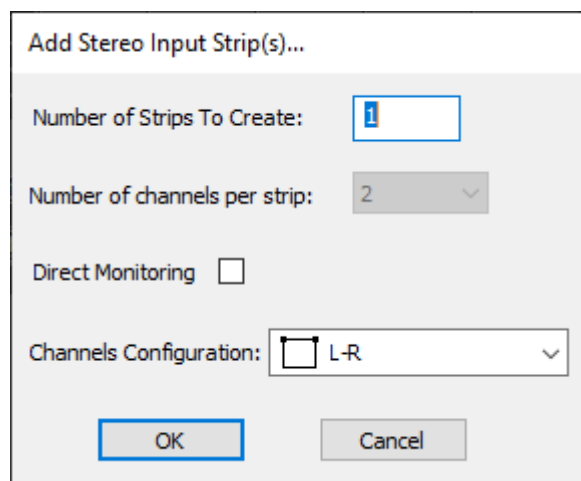 Add Stereo Input Strip(s)...
Number of Strips To Create: 1
Number of channels per strip: 2
Direct Monitoring
Channels Configuration: L-R
OK Cancel